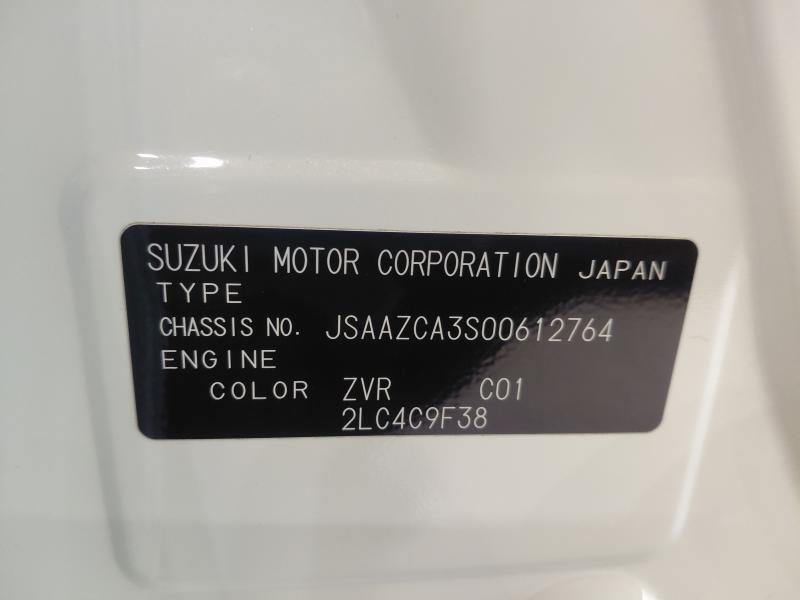 SUZUKI MOTOR CORPORATION JAPAN
TYPE
CHASSIS NO. JSAAZCA3S00612764
ENGINE
COLOR ZVR C01
2LC4C9F38